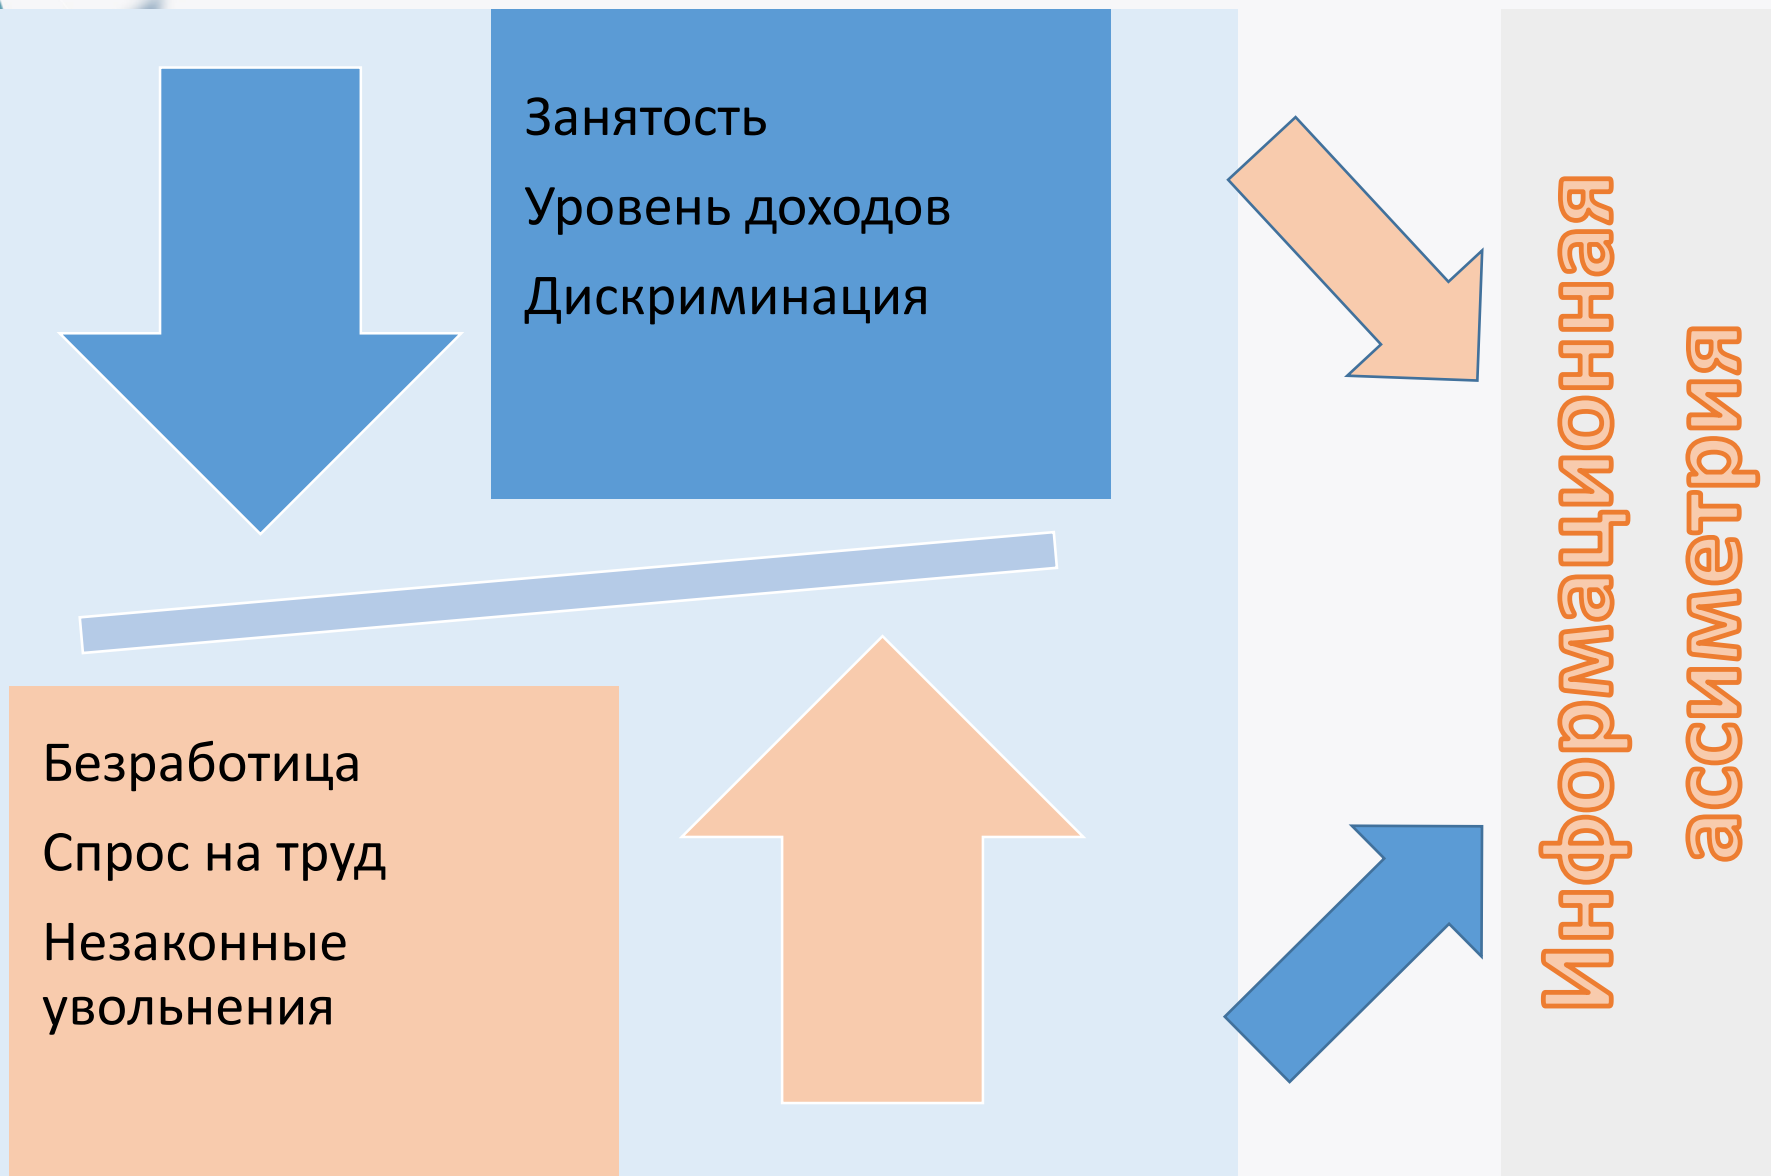 Занятость
Уровень доходов
Дискриминация
Безработица
Спрос на труд
Незаконные
увольнения
Информационная
ассиметрия